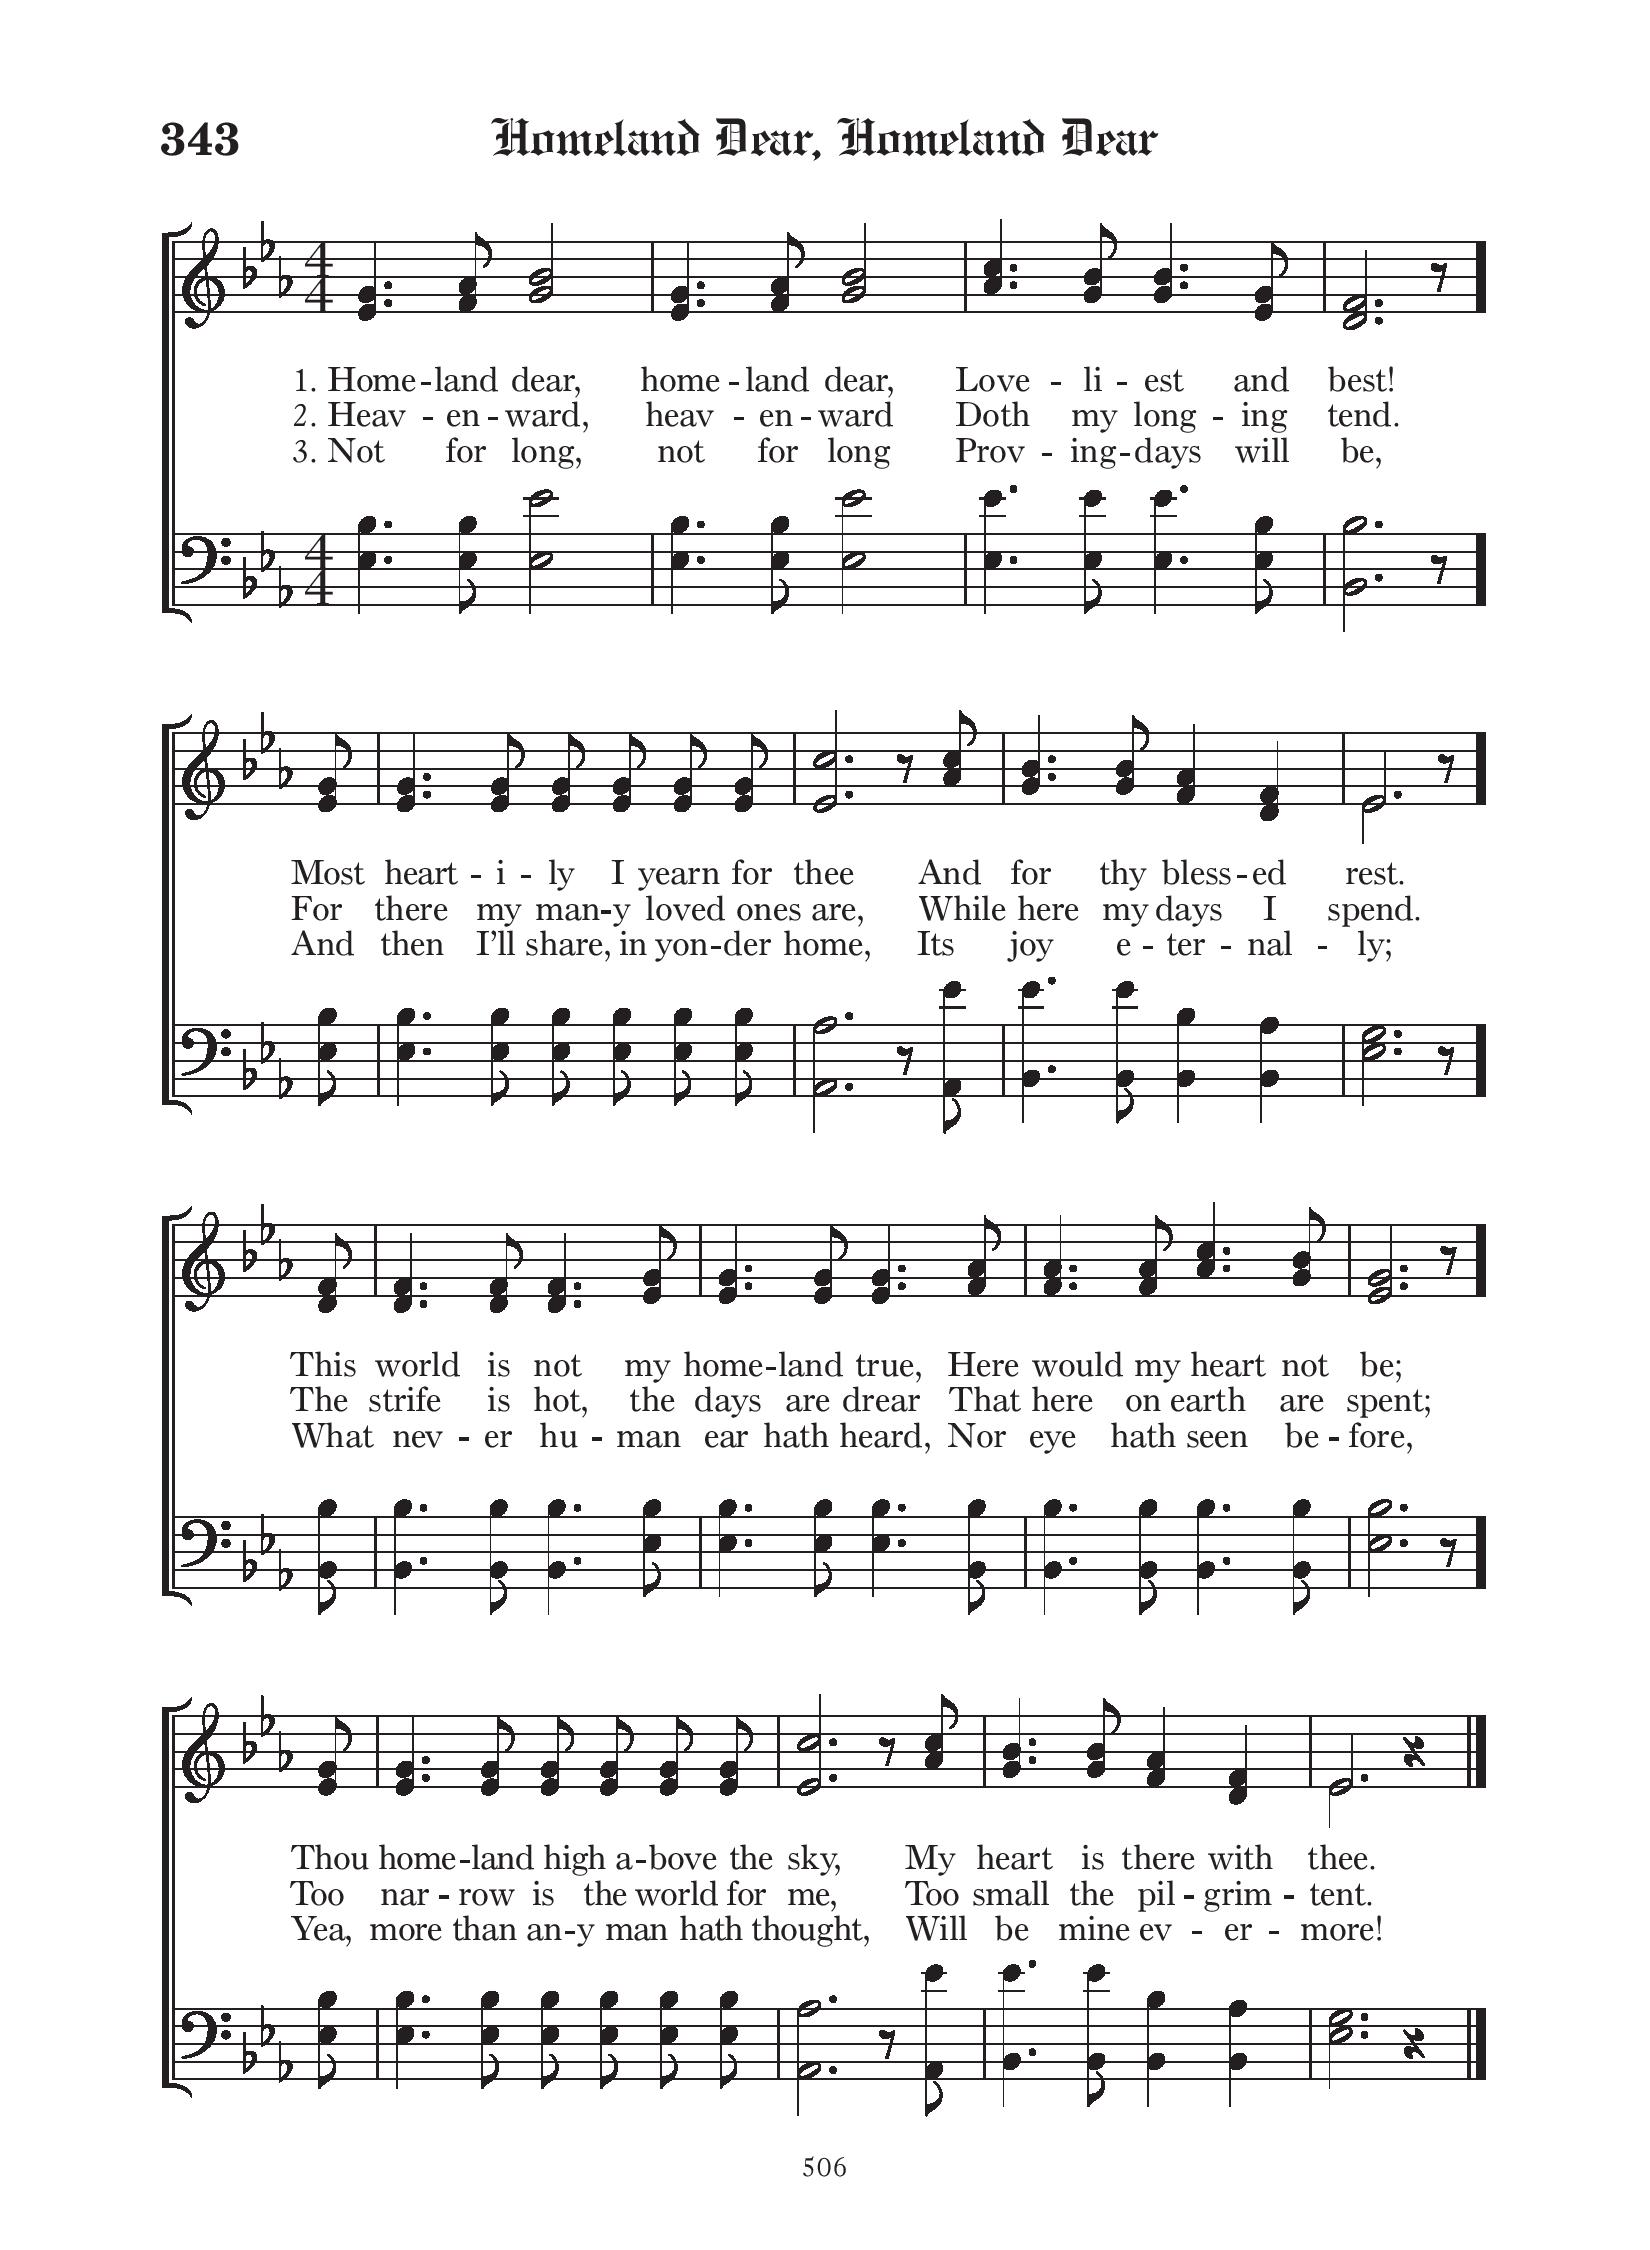 343 Homeland Dear, Homeland Dear
4
4
1. Home - land dear, home - land dear, Love - li - est and best!
2. Heav - en - ward, heav - en - ward Doth my long - ing tend.
3. Not for long, not for long Prov - ing - days will be,
4
4
Most heart - i - ly I yearn for thee And for thy bless - ed rest.
For there my man - y loved ones are, While here my days I spend.
And then I'll share, in yon - der home, Its joy e - ter - nal - ly;
This world is not my home - land true, Here would my heart not be;
The strife is hot, the days are drear That here on earth are spent;
What nev - er hu - man ear hath heard, Nor eye hath seen be - fore,
Thou home - land high a - bove the sky, My heart is there with thee.
Too nar - row is the world for me, Too small the pil - grim - tent.
Yea, more than an - y man hath thought, Will be mine ev - er - more!
506